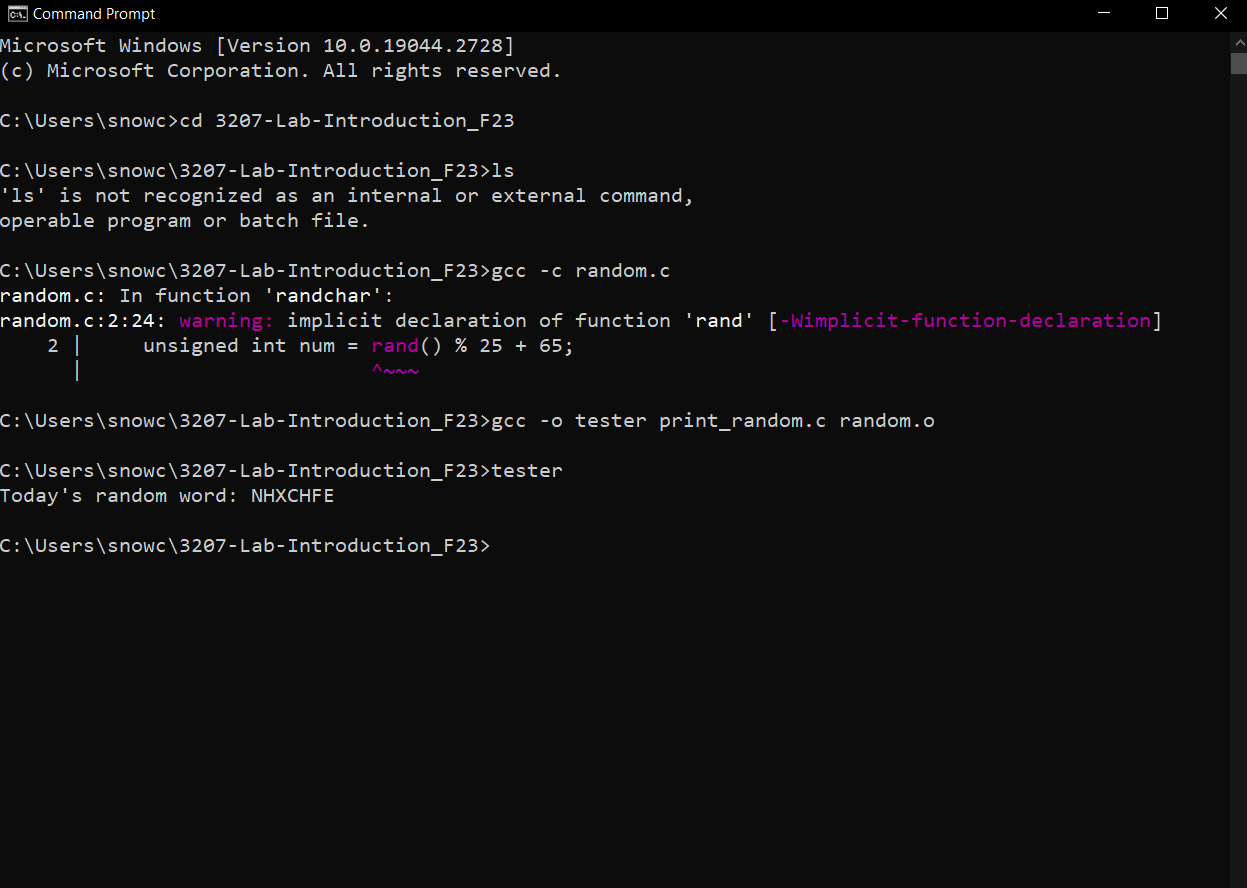 Command Prompt
Microsoft Windows [Version 10.0.19044.2728]
(c) Microsoft Corporation. All rights reserved.
C:\Users\snowc>cd 3207-Lab-Introduction_F23
C:\Users\snowc\3207-Lab-Introduction_F23>ls
'ls' is not recognized as an internal or external command,
operable program or batch file.
C:\Users\snowc\3207-Lab-Introduction_F23>gcc -c random.c
random.c: In function 'randchar':
random.c:2:24: warning: implicit declaration of function 'rand' [-Wimplicit-function-declaration]
    2 |     unsigned int num = rand() % 25 + 65;
      |                        ^~~~
C:\Users\snowc\3207-Lab-Introduction_F23>gcc -o tester print_random.c random.o
C:\Users\snowc\3207-Lab-Introduction_F23>tester
Today's random word: NHXCHFE
C:\Users\snowc\3207-Lab-Introduction_F23>